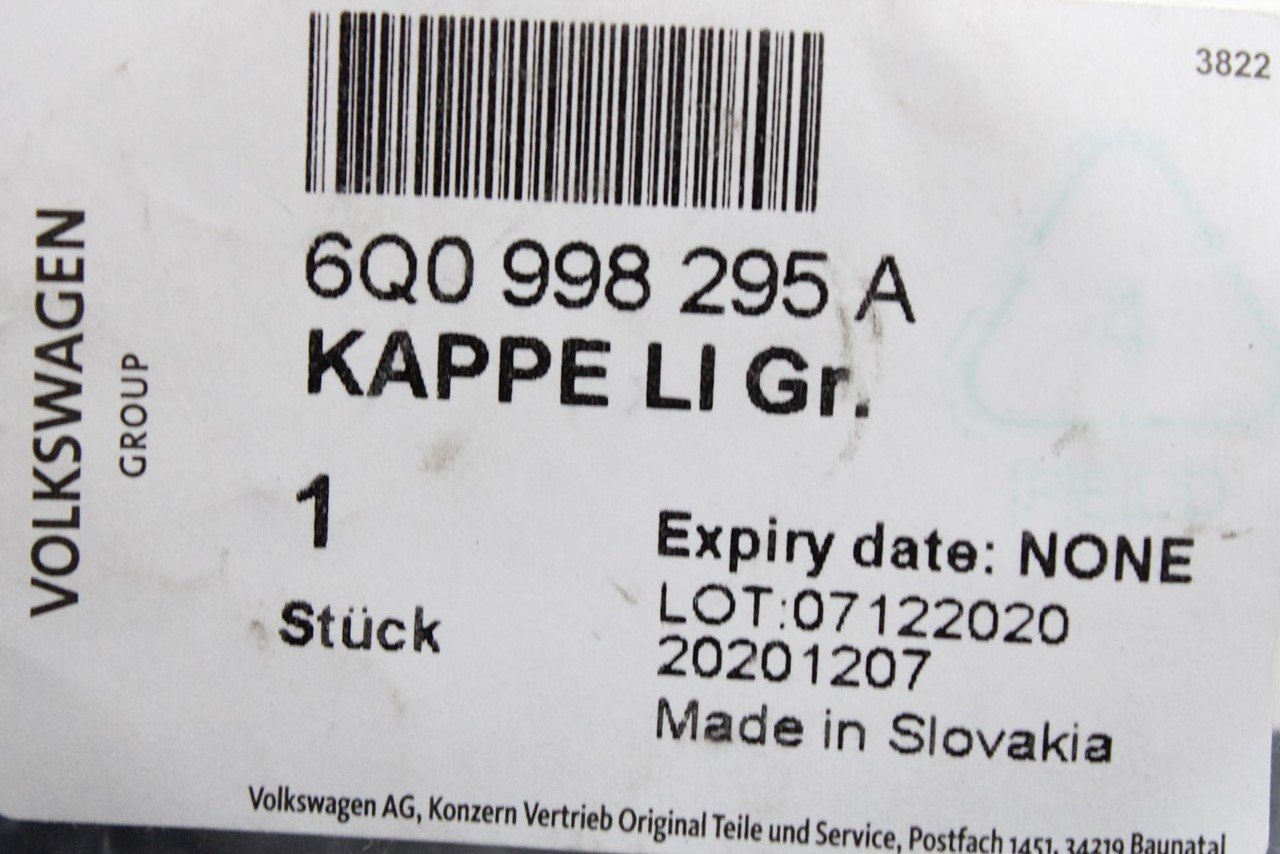 3822
6Q0 998 295 A
KAPPE LI Gr.
1
Stück
Expiry date: NONE
LOT:07122020
20201207
Made in Slovakia
VOLKSWAGEN
GROUP
Volkswagen AG, Konzern Vertrieb Original Teile und Service, Postfach 1451, 34219 Baunatal